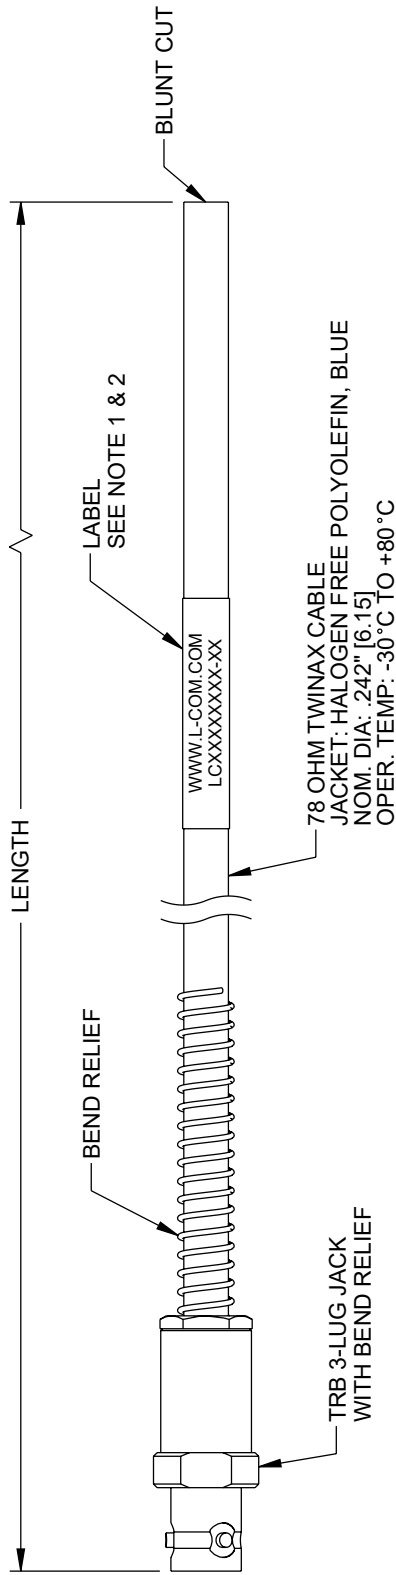 LENGTH
BLUNT CUT
LABEL
SEE NOTE 1 & 2
WWW.L-COM.COM
LCXXXXXXXX-XX
BEND RELIEF
78 OHM TWINAX CABLE
JACKET: HALOGEN FREE POLYOLEFIN, BLUE
NOM. DIA: .242" [6.15]
OPER. TEMP: -30°C TO +80°C
TRB 3-LUG JACK
WITH BEND RELIEF